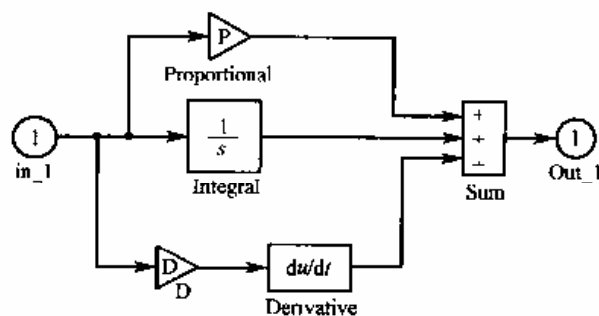 P
Proportional
+
1
1
s
+
1
in_1
Integral
+
Sum
Out_1
D
D
du/dt
Derivative